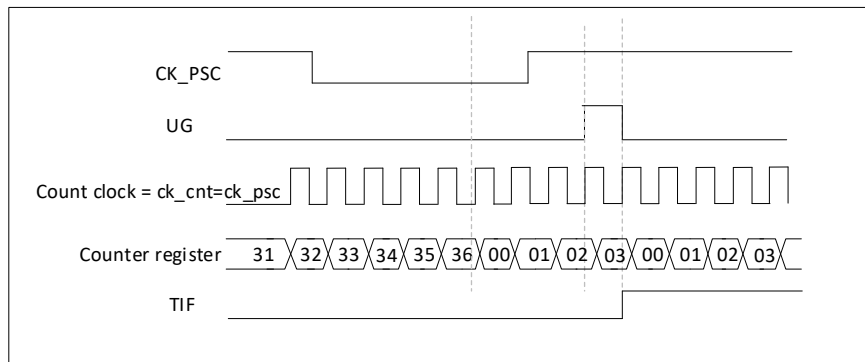 CK_PSC
UG
Count clock = ck_cnt=ck_psc
Counter register 31 32 33 34 35 36 00 01 02 03 00 01 02 03
TIF